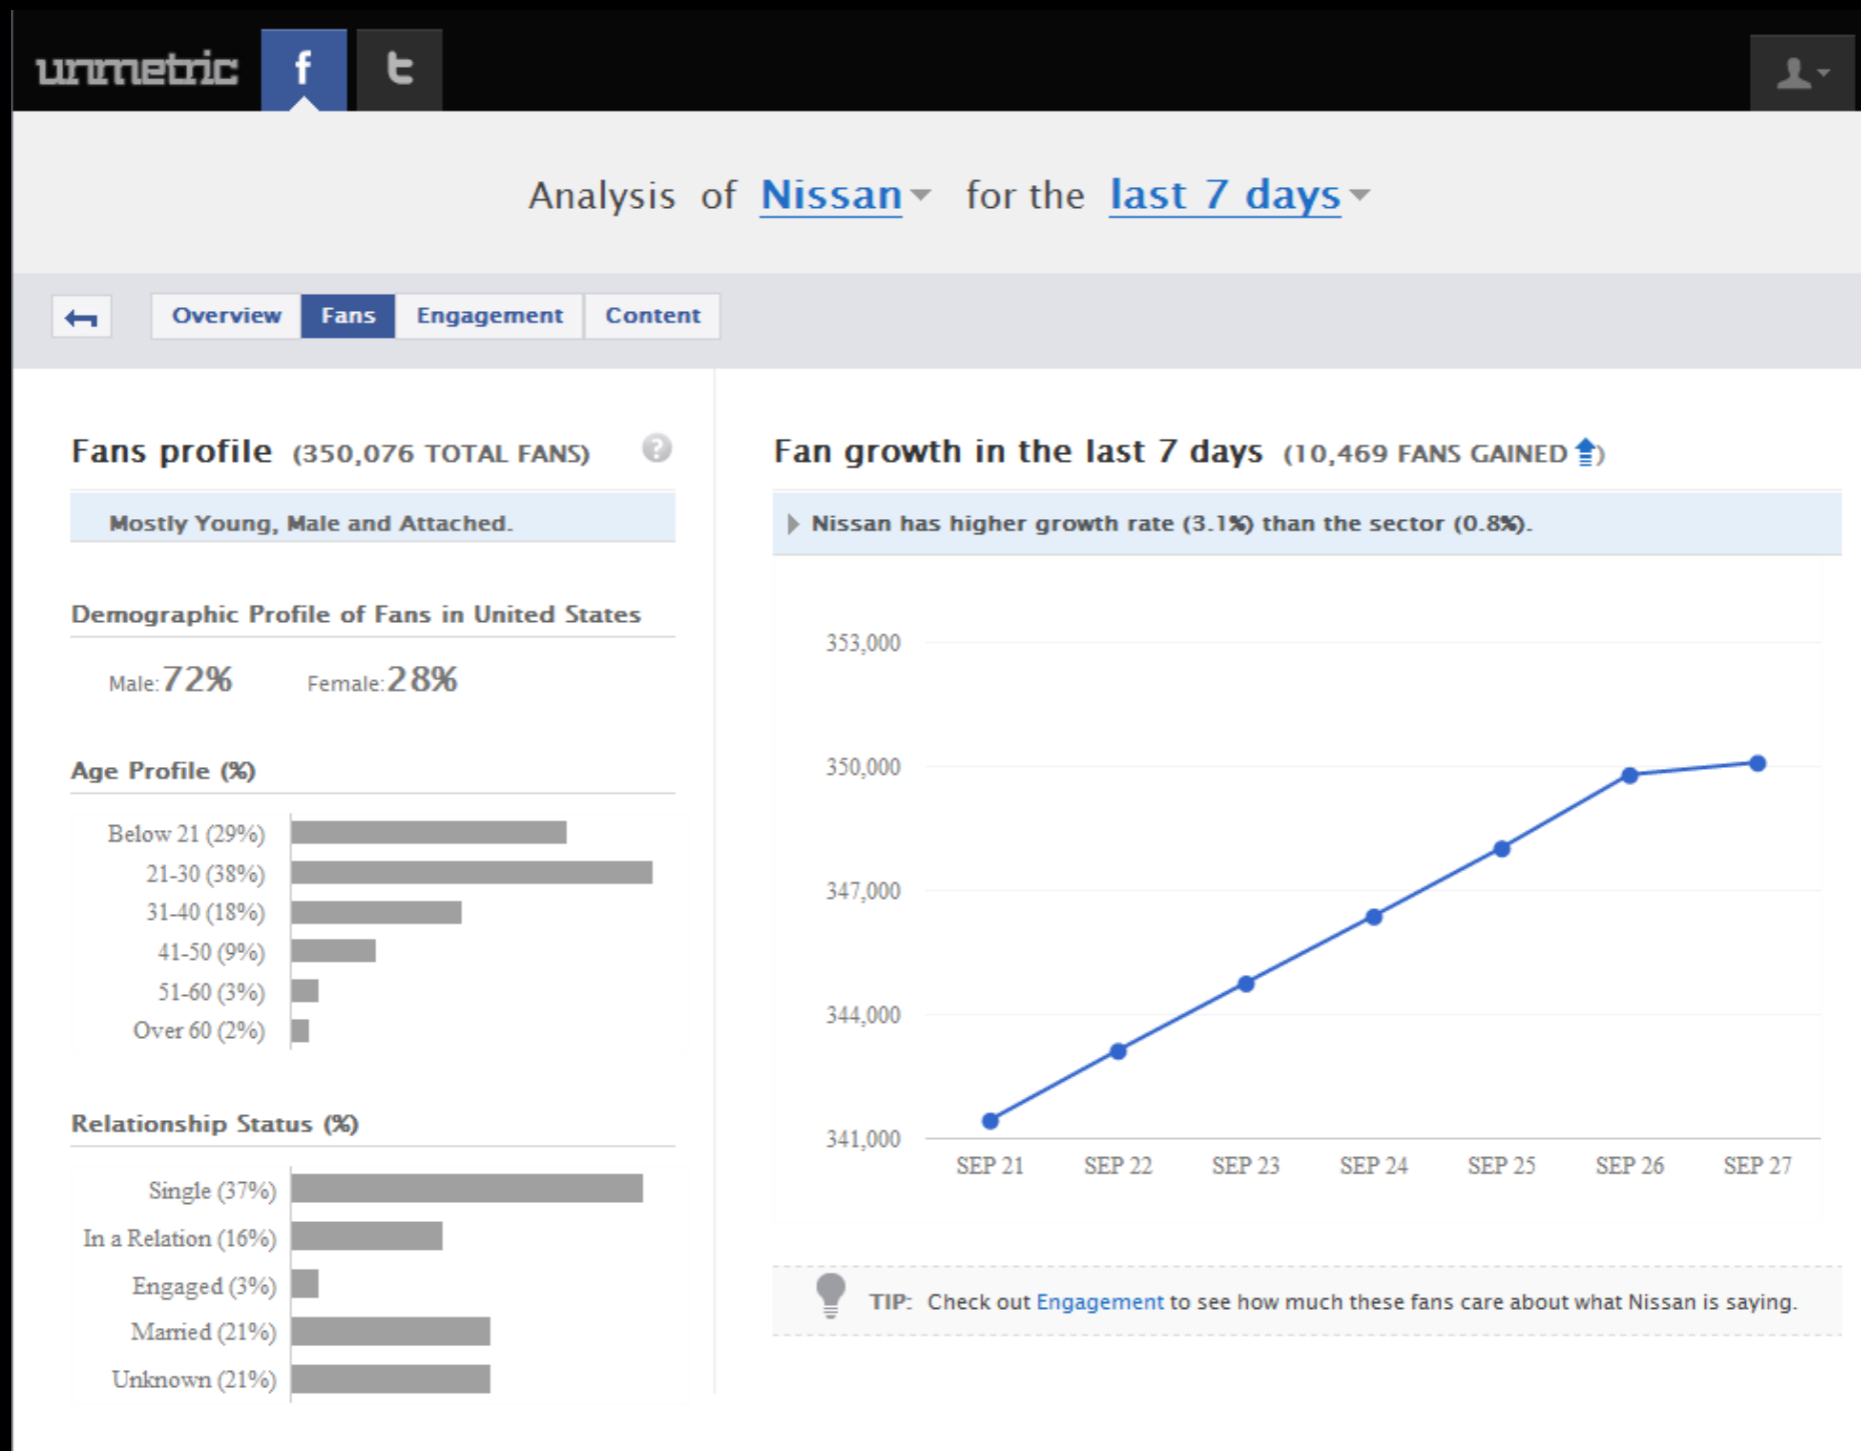 unmetric f t
Analysis of Nissan for the last 7 days
Overview Fans Engagement Content
Fans profile (350,076 TOTAL FANS) ?
Mostly Young, Male and Attached.
Demographic Profile of Fans in United States
Male: 72% Female: 28%
Age Profile (%)
Below 21 (29%)
21-30 (38%)
31-40 (18%)
41-50 (9%)
51-60 (3%)
Over 60 (2%)
Relationship Status (%)
Single (37%)
In a Relation (16%)
Engaged (3%)
Married (21%)
Unknown (21%)
Fan growth in the last 7 days (10,469 FANS GAINED)
Nissan has higher growth rate (3.1%) than the sector (0.8%).
353,000
350,000
347,000
344,000
341,000
SEP 21 SEP 22 SEP 23 SEP 24 SEP 25 SEP 26 SEP 27
TIP: Check out Engagement to see how much these fans care about what Nissan is saying.